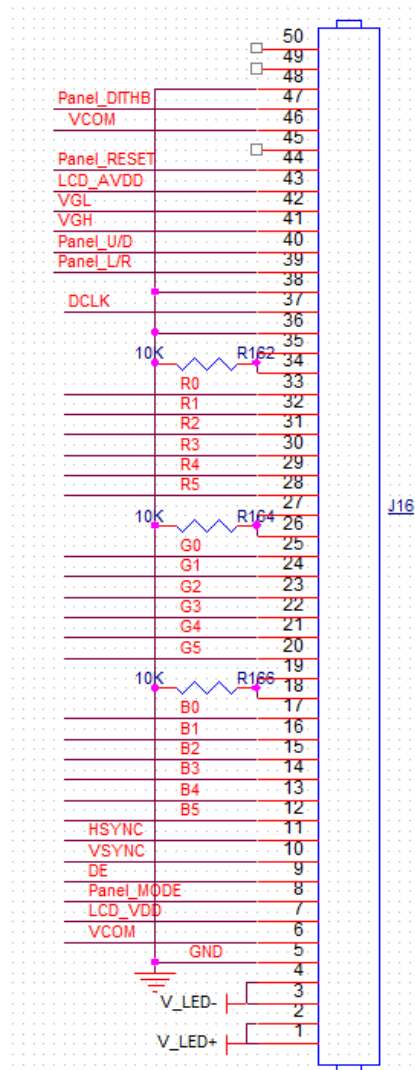 50
49
48
Panel_DITHB 47
VCOM 46
45
Panel_RESET 44
LCD_AVDD 43
VGL 42
VGH 41
Panel_U/D 40
Panel_L/R 39
38
DCLK 37
36
35
10K R162 34
R0 33
R1 32
R2 31
R3 30
R4 29
R5 28
27
J16
10K R164 26
G0 25
G1 24
G2 23
G3 22
G4 21
G5 20
19
10K R166 18
B0 17
B1 16
B2 15
B3 14
B4 13
B5 12
HSYNC 11
VSYNC 10
DE 9
Panel_MODE 8
LCD_VDD 7
VCOM 6
GND 5
4
V_LED- 3
2
V_LED+ 1